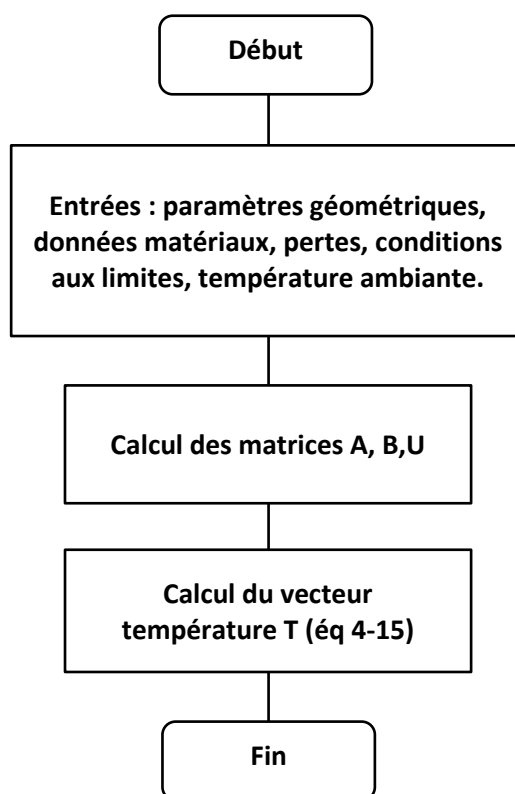 Début
Entrées : paramètres géométriques,
données matériaux, pertes, conditions
aux limites, température ambiante.
Calcul des matrices A, B,U
Calcul du vecteur
température T (éq 4-15)
Fin